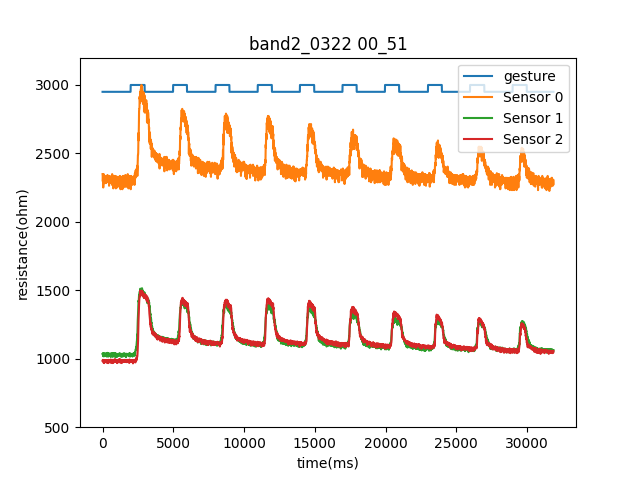 band2_0322 00_51
gesture
Sensor 0
Sensor 1
Sensor 2
3000
2500
2000
1500
1000
500
resistance(ohm)
0 5000 10000 15000 20000 25000 30000
time(ms)